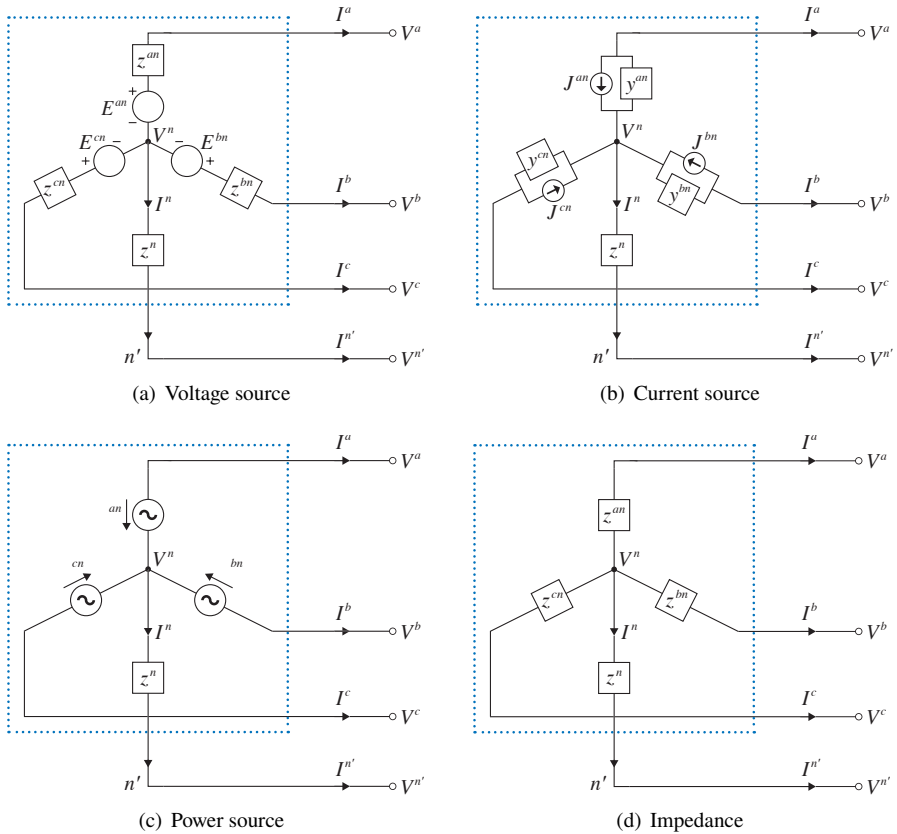 I^a
V^a
z^{an}
+
E^{an}
−
V^n
E^{cn}
−
+
−
E^{bn}
+
z^{cn}
z^{bn}
I^b
V^b
I^n
z^n
I^c
V^c
I^{n'}
n'
V^{n'}
(a) Voltage source
I^a
V^a
J^{an}
y^{an}
V^n
y^{cn}
J^{bn}
J^{cn}
y^{bn}
I^b
V^b
I^n
z^n
I^c
V^c
I^{n'}
n'
V^{n'}
(b) Current source
I^a
V^a
an
V^n
cn
bn
I^b
V^b
I^n
z^n
I^c
V^c
I^{n'}
n'
V^{n'}
(c) Power source
I^a
V^a
z^{an}
V^n
z^{cn}
z^{bn}
I^b
V^b
I^n
z^n
I^c
V^c
I^{n'}
n'
V^{n'}
(d) Impedance